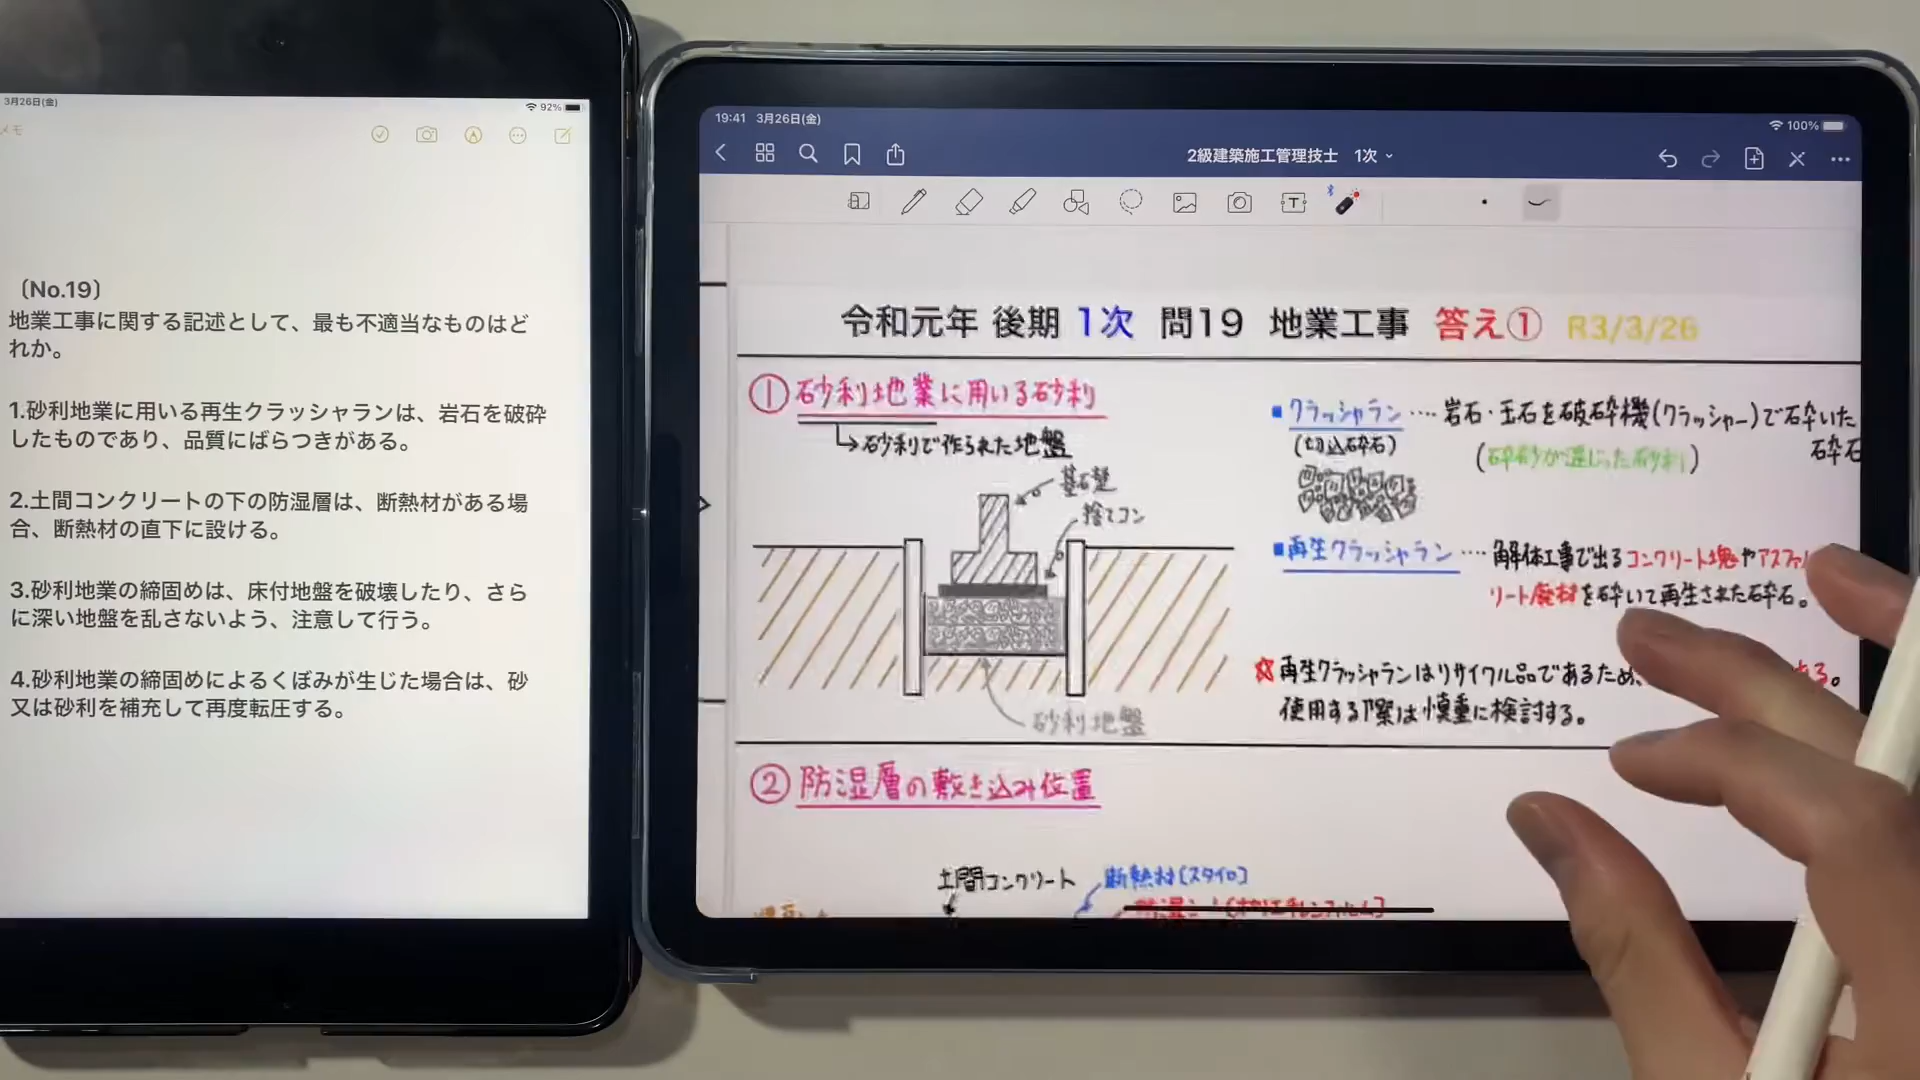 3月26日(金)
92%
メモ
〔No.19〕
地業工事に関する記述として、最も不適当なものはど
れか。
1.砂利地業に用いる再生クラッシャランは、岩石を破砕
したものであり、品質にばらつきがある。
2.土間コンクリートの下の防湿層は、断熱材がある場
合、断熱材の直下に設ける。
3.砂利地業の締固めは、床付地盤を破壊したり、さら
に深い地盤を乱さないよう、注意して行う。
4.砂利地業の締固めによるくぼみが生じた場合は、砂
又は砂利を補充して再度転圧する。
19:41 3月26日(金)
100%
2級建築施工管理技士 1次
令和元年 後期 1次 問19 地業工事 答え① R3/3/26
①砂利地業に用いる砂利
砂利で作られた地盤
基礎
捨てコン
砂利地盤
クラッシャラン‥‥岩石・玉石を破砕機(クラッシャー)で砕いた
(切込砕石)
砕石
(砕砂が混じった砂利)
再生クラッシャラン‥‥解体工事で出るコンクリート塊やアスファ
リート廃材を砕いて再生された砕石。
☆再生クラッシャランはリサイクル品であるため、
る。
使用する際は慎重に検討する。
②防湿層の敷き込み位置
土間コンクリート
断熱材(スタイロ)